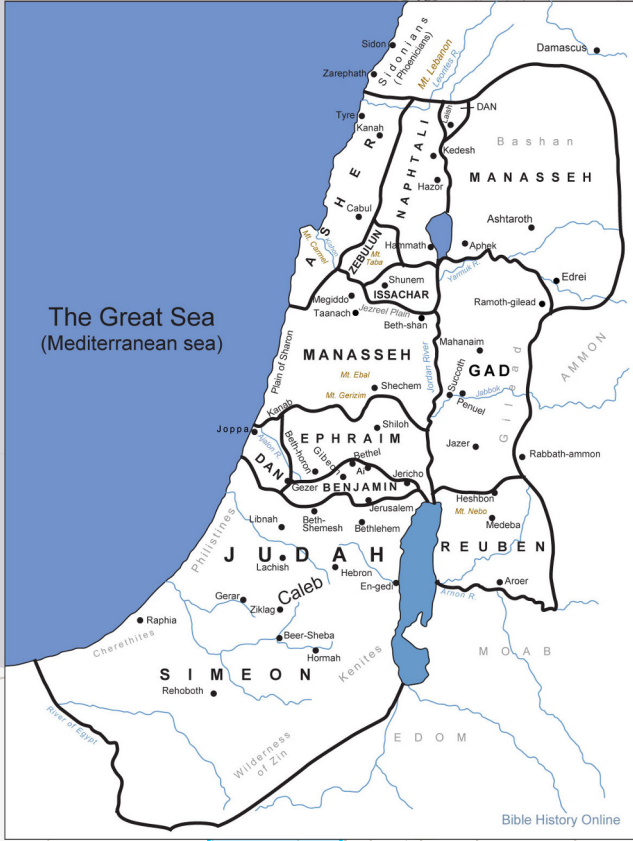 Sidon
Sidonians
(Phoenicians)
Mt. Lebanon
Leontes R.
Damascus
Zarephath
Tyre
Kanah
Laish
DAN
Bashan
Kedesh
NAPHTALI
MANASSEH
Hazor
ASHER
Cabul
Ashtaroth
Mt. Carmel
Kishon
ZEBULUN
Mt.
Taba
Hammath
Aphek
Yarmuk R.
Edrei
Shunem
ISSACHAR
Megiddo
Taanach
Jezreel Plain
Beth-shan
Ramoth-gilead
The Great Sea
(Mediterranean sea)
Plain of Sharon
MANASSEH
Jordan River
Mahanaim
GAD
Gilead
AMMON
Mt. Ebal
Shechem
Mt. Gerizim
Succoth
Jabbok
Penuel
Kanah
Joppa
Ajalon R.
Shiloh
EPHRAIM
Jazer
Rabbath-ammon
Beth-horon
Gibeon
Bethel
Ai
DAN
Gezer
BENJAMIN
Jericho
Jerusalem
Heshbon
Mt. Nebo
Medeba
Libnah
Beth-
Shemesh
Bethlehem
Philistines
JUDAH
REUBEN
Lachish
Hebron
En-gedi
Arnon R.
Aroer
Caleb
Gerar
Ziklag
Raphia
Cherethites
Beer-Sheba
Hormah
Kenites
MOAB
SIMEON
Rehoboth
River of Egypt
Wilderness
of Zin
EDOM
Bible History Online